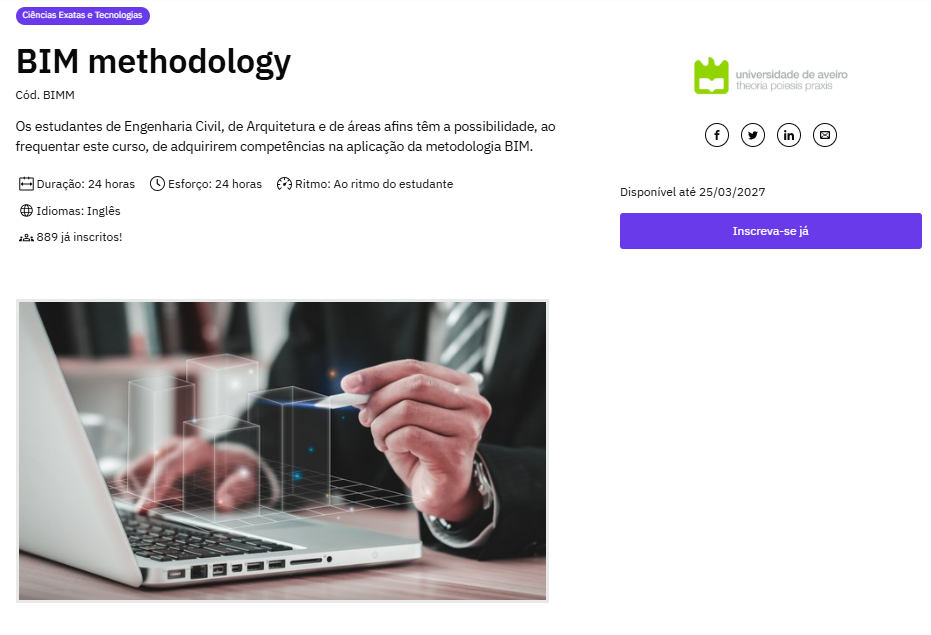 Ciências Exatas e Tecnologias
BIM methodology
Cód. BIMM
Os estudantes de Engenharia Civil, de Arquitetura e de áreas afins têm a possibilidade, ao
frequentar este curso, de adquirirem competências na aplicação da metodologia BIM.
Duração: 24 horas
Esforço: 24 horas
Ritmo: Ao ritmo do estudante
Idiomas: Inglês
889 já inscritos!
universidade de aveiro
theoria poiesis praxis
Disponível até 25/03/2027
Inscreva-se já